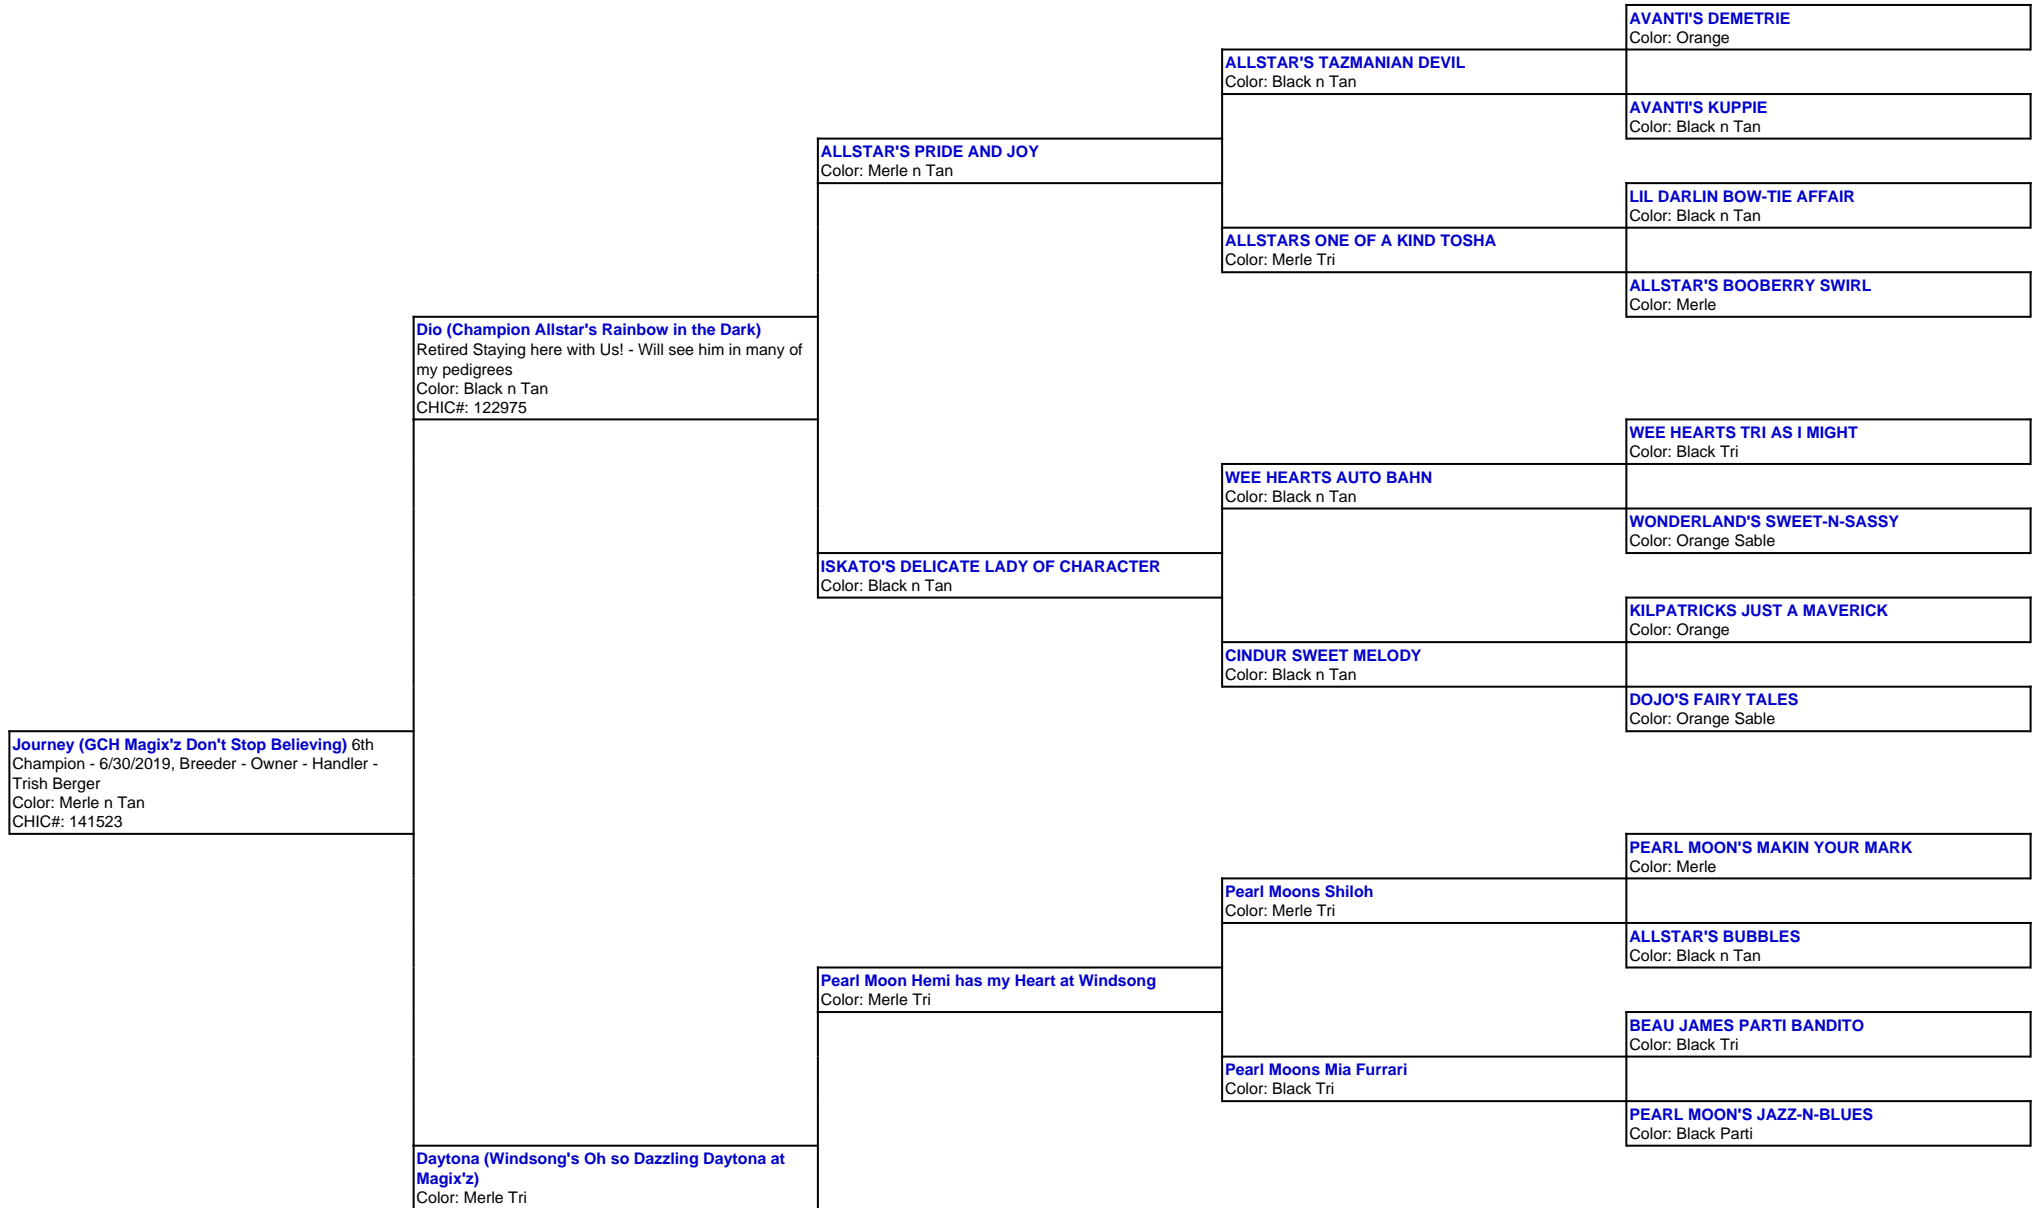 AVANTI'S DEMETRIE
Color: Orange
ALLSTAR'S TAZMANIAN DEVIL
Color: Black n Tan
AVANTI'S KUPPIE
Color: Black n Tan
ALLSTAR'S PRIDE AND JOY
Color: Merle n Tan
LIL DARLIN BOW-TIE AFFAIR
Color: Black n Tan
ALLSTARS ONE OF A KIND TOSHA
Color: Merle Tri
ALLSTAR'S BOOBERRY SWIRL
Color: Merle
Dio (Champion Allstar's Rainbow in the Dark)
Retired Staying here with Us! - Will see him in many of
my pedigrees
Color: Black n Tan
CHIC#: 122975
WEE HEARTS TRI AS I MIGHT
Color: Black Tri
WEE HEARTS AUTO BAHN
Color: Black n Tan
WONDERLAND'S SWEET-N-SASSY
Color: Orange Sable
ISKATO'S DELICATE LADY OF CHARACTER
Color: Black n Tan
KILPATRICKS JUST A MAVERICK
Color: Orange
CINDUR SWEET MELODY
Color: Black n Tan
DOJO'S FAIRY TALES
Color: Orange Sable
Journey (GCH Magix'z Don't Stop Believing) 6th
Champion - 6/30/2019, Breeder - Owner - Handler -
Trish Berger
Color: Merle n Tan
CHIC#: 141523
PEARL MOON'S MAKIN YOUR MARK
Color: Merle
Pearl Moons Shiloh
Color: Merle Tri
ALLSTAR'S BUBBLES
Color: Black n Tan
Pearl Moon Hemi has my Heart at Windsong
Color: Merle Tri
BEAU JAMES PARTI BANDITO
Color: Black Tri
Pearl Moons Mia Furrari
Color: Black Tri
PEARL MOON'S JAZZ-N-BLUES
Color: Black Parti
Daytona (Windsong's Oh so Dazzling Daytona at
Magix'z)
Color: Merle Tri